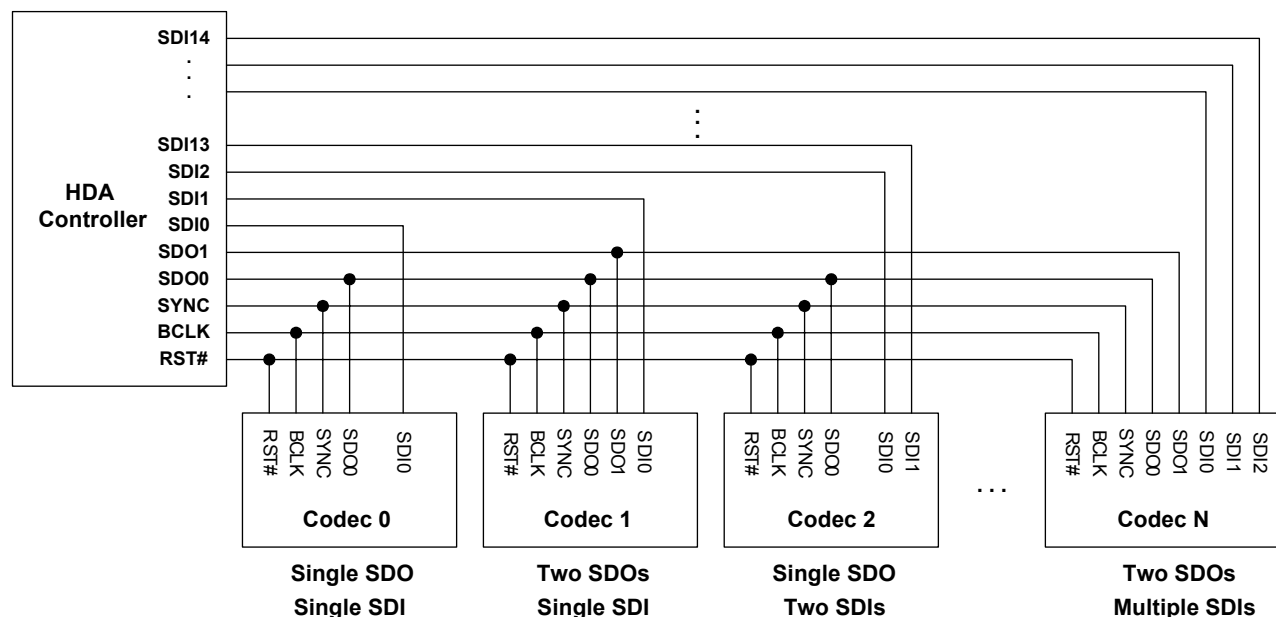 SDI14
.
.
.
SDI13
SDI2
SDI1
SDI0
SDO1
SDO0
SYNC
BCLK
RST#
HDA
Controller
RST#
BCLK
SYNC
SDO0
SDI0
Codec 0
Single SDO
Single SDI
RST#
BCLK
SYNC
SDO0
SDO1
SDI0
Codec 1
Two SDOs
Single SDI
RST#
BCLK
SYNC
SDO0
SDI0
SDI1
Codec 2
Single SDO
Two SDIs
...
RST#
BCLK
SYNC
SDO0
SDO1
SDI0
SDI1
SDI2
Codec N
Two SDOs
Multiple SDIs